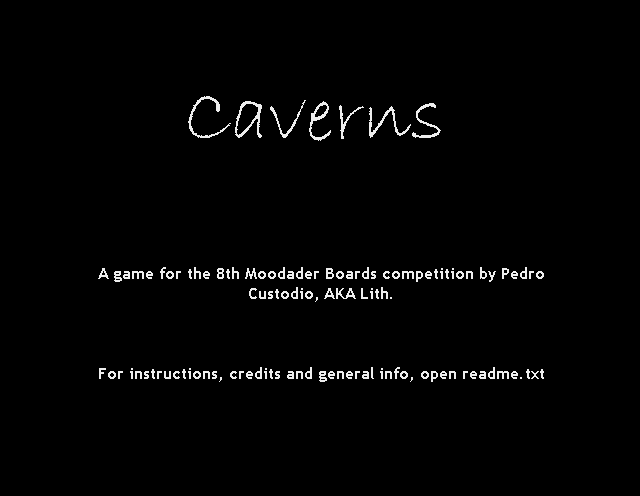 Caverns
A game for the 8th Moodader Boards competition by Pedro
Custodio, AKA Lith.
For instructions, credits and general info, open readme.txt